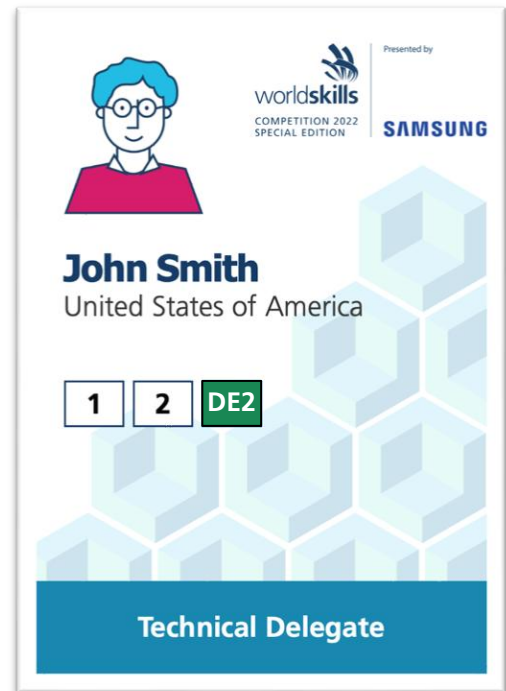 Presented by
worldskills
COMPETITION 2022
SPECIAL EDITION
SAMSUNG
John Smith
United States of America
1 2 DE2
Technical Delegate